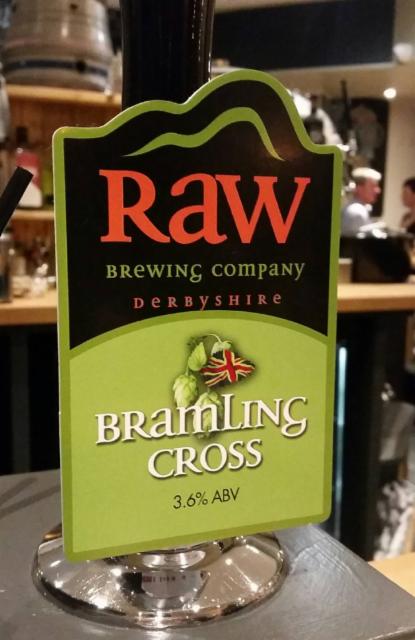 Raw
BREWING COMPANY
DERBYSHIRE
BRAMLING
CROSS
3.6% ABV